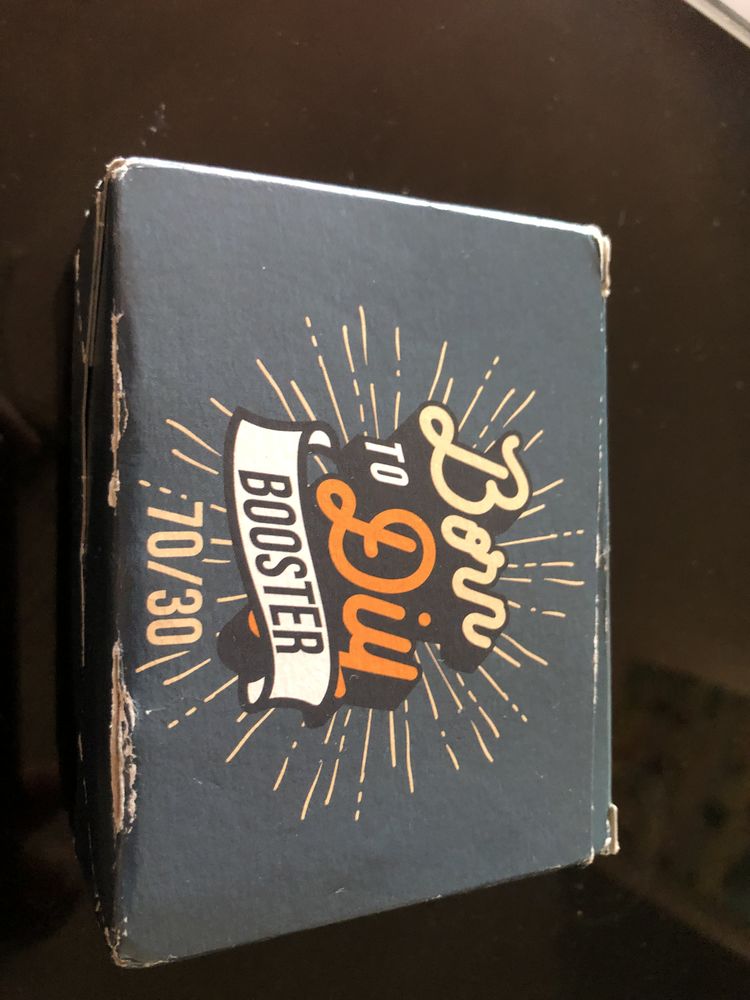 Born
TO
Diy
BOOSTER
70/30